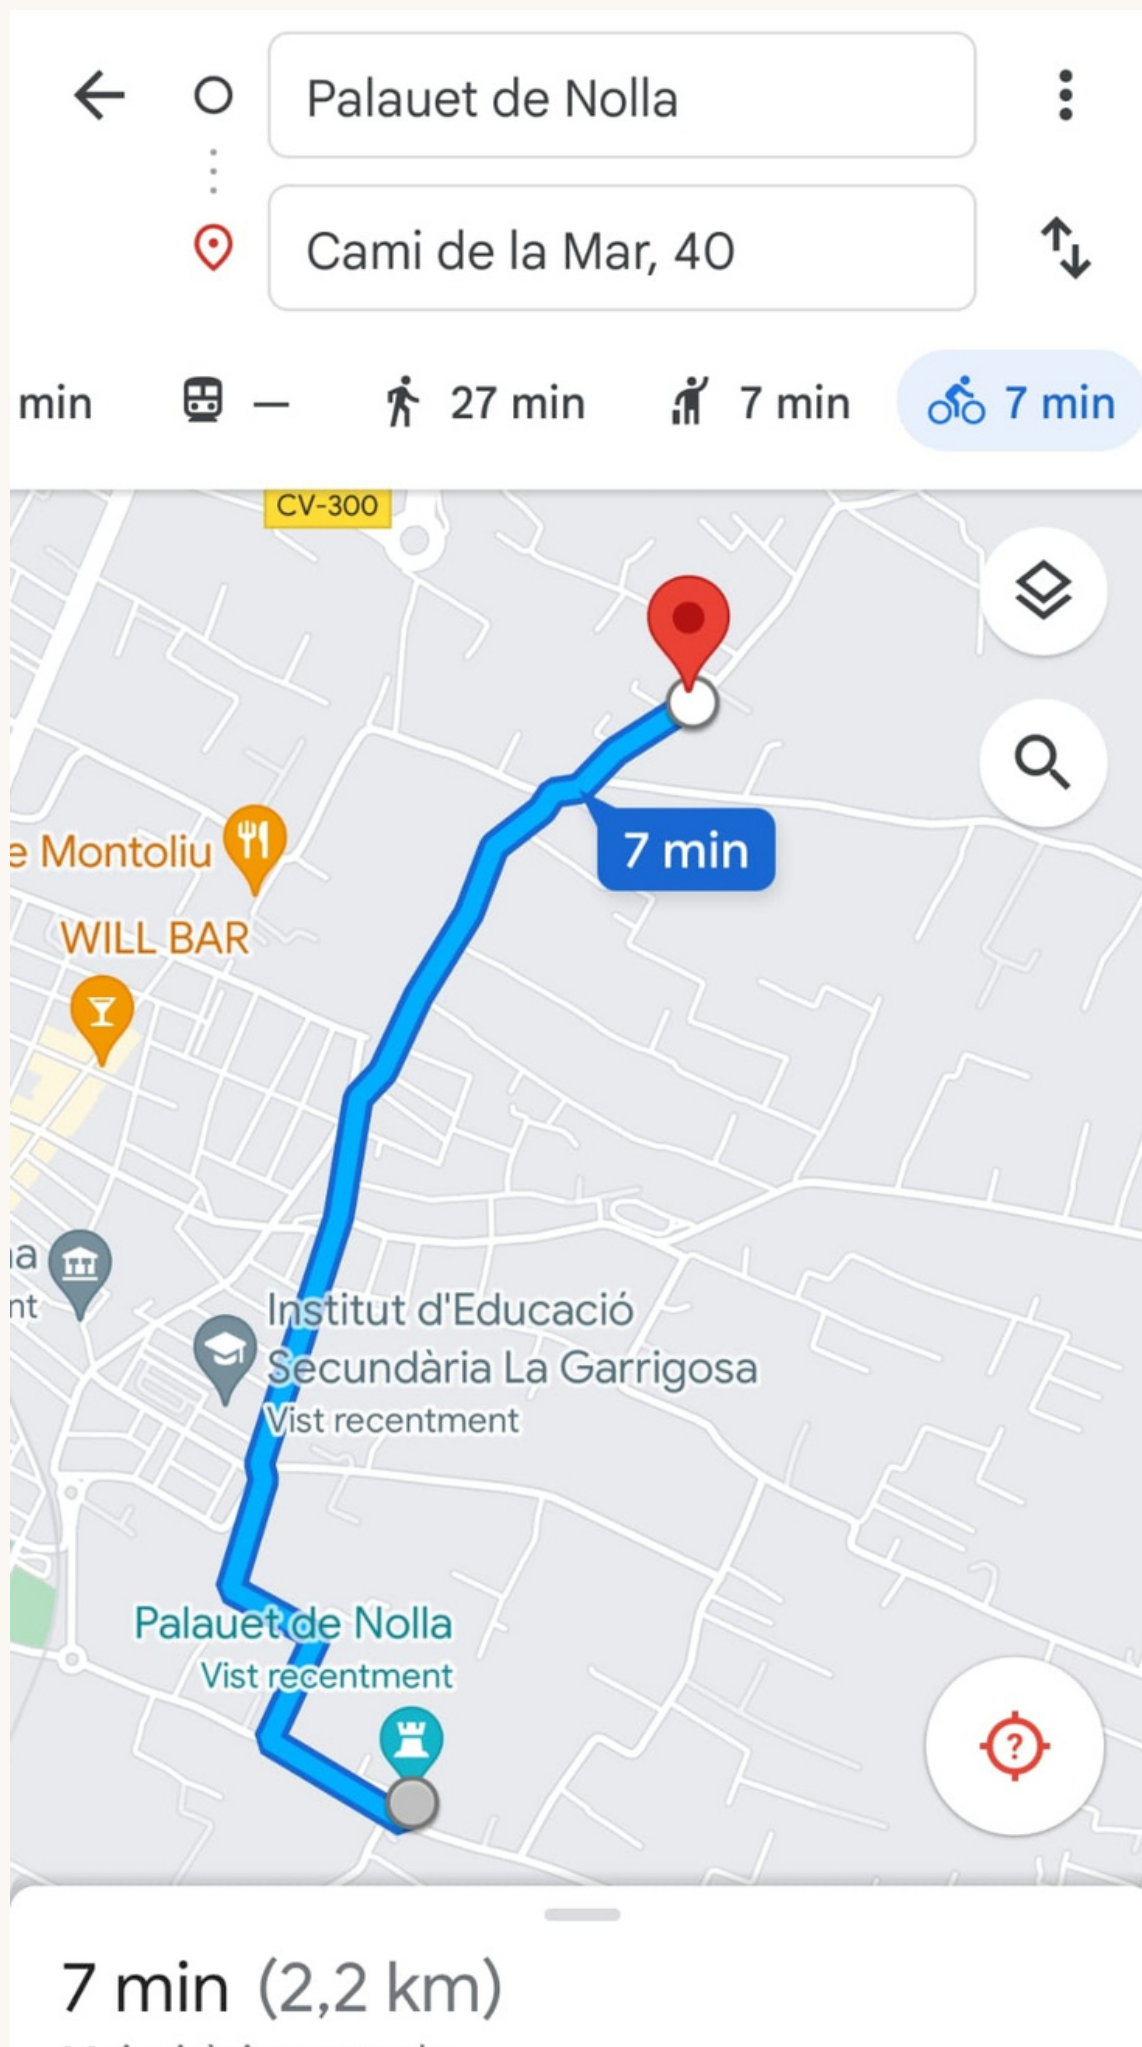 Palauet de Nolla
Cami de la Mar, 40
min
—
27 min
7 min
7 min
CV-300
7 min
e Montoliu
WILL BAR
a
nt
Institut d'Educació
Secundària La Garrigosa
Vist recentment
Palauet de Nolla
Vist recentment
?
7 min (2,2 km)